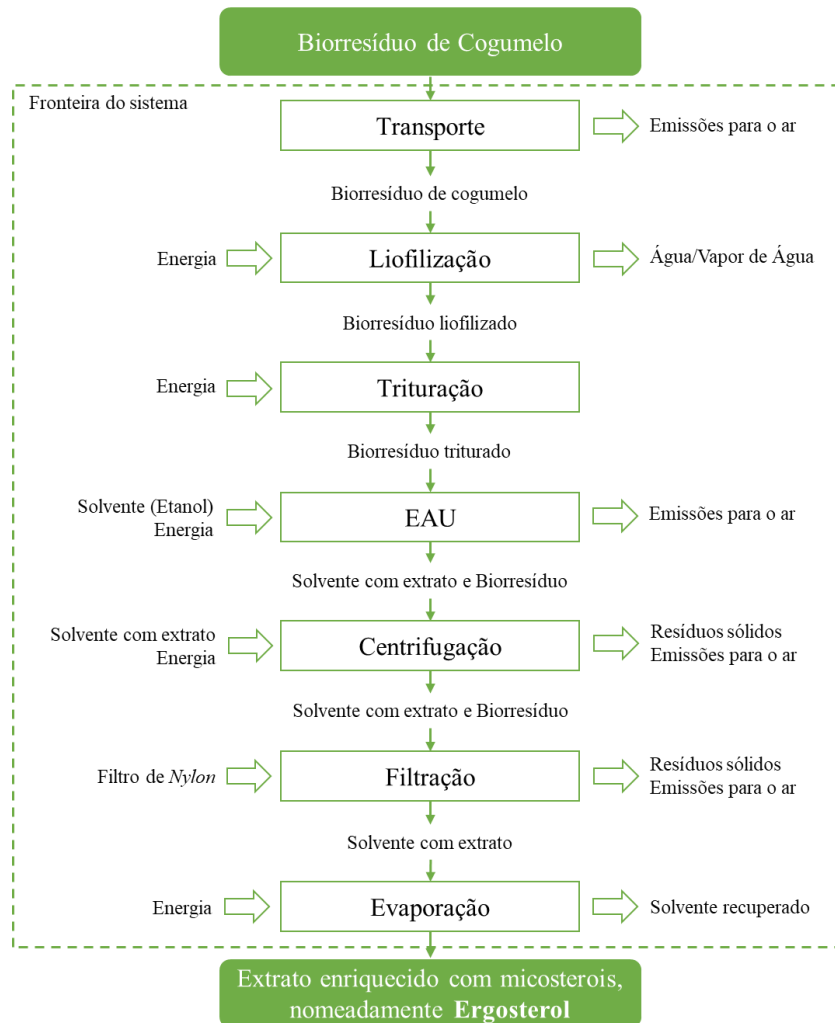 Biorresíduo de Cogumelo
Fronteira do sistema
Transporte
Emissões para o ar
Biorresíduo de cogumelo
Energia
Liofilização
Água/Vapor de Água
Biorresíduo liofilizado
Energia
Trituração
Biorresíduo triturado
Solvente (Etanol)
Energia
EAU
Emissões para o ar
Solvente com extrato e Biorresíduo
Solvente com extrato
Energia
Centrifugação
Resíduos sólidos
Emissões para o ar
Solvente com extrato e Biorresíduo
Filtro de Nylon
Filtração
Resíduos sólidos
Emissões para o ar
Solvente com extrato
Energia
Evaporação
Solvente recuperado
Extrato enriquecido com micosterois,
nomeadamente Ergosterol